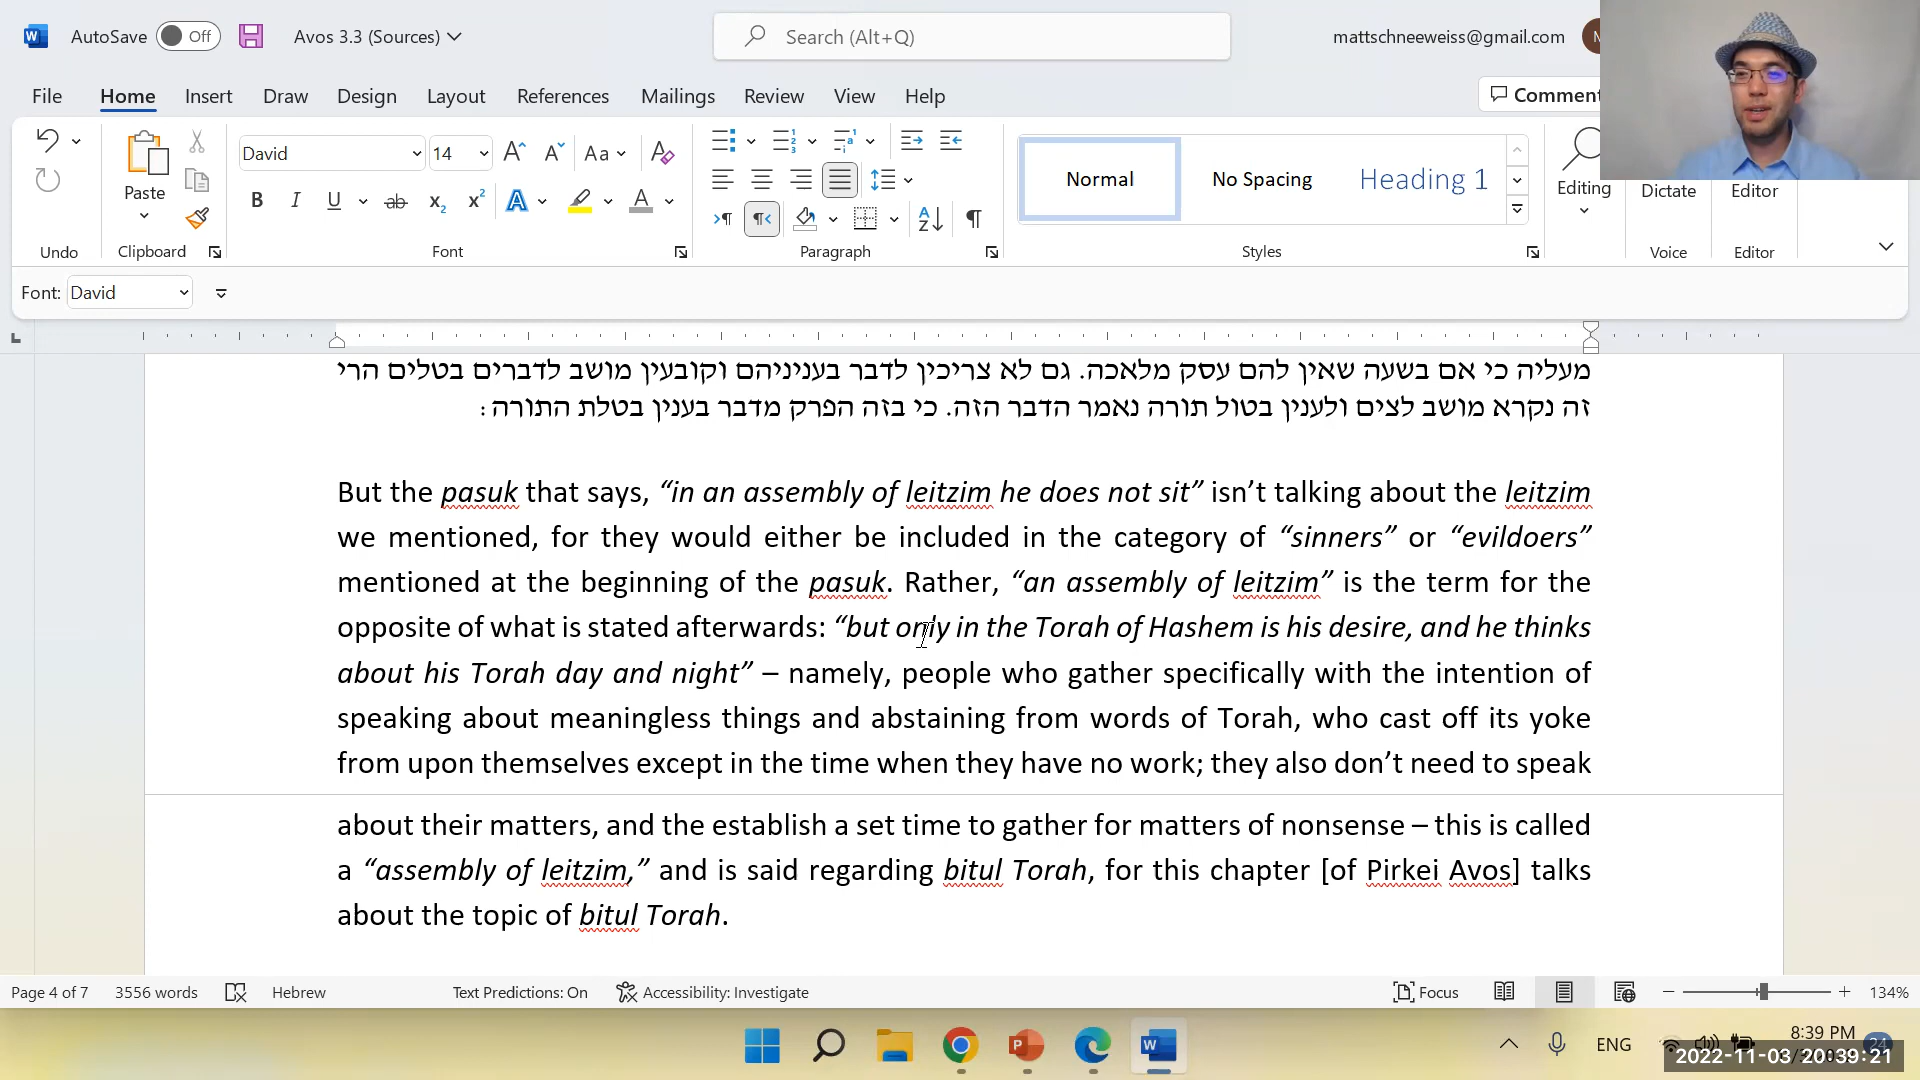 AutoSave Off Avos 3.3 (Sources) Search (Alt+Q) mattschneeweiss@gmail.com
File Home Insert Draw Design Layout References Mailings Review View Help
David 14 Aa
Paste Normal No Spacing Heading 1 Editing Dictate Editor
Undo Clipboard Font Paragraph Styles Voice Editor
Font: David
מעליה כי אם בשעה שאין להם עסק מלאכה. גם לא צריכין לדבר בעניניהם וקובעין מושב לדברים בטלים הרי
זה נקרא מושב לצים ולענין בטול תורה נאמר הדבר הזה. כי בזה הפרק מדבר בענין בטלת התורה:
But the pasuk that says, “in an assembly of leitzim he does not sit” isn’t talking about the leitzim
we mentioned, for they would either be included in the category of “sinners” or “evildoers”
mentioned at the beginning of the pasuk. Rather, “an assembly of leitzim” is the term for the
opposite of what is stated afterwards: “but only in the Torah of Hashem is his desire, and he thinks
about his Torah day and night” – namely, people who gather specifically with the intention of
speaking about meaningless things and abstaining from words of Torah, who cast off its yoke
from upon themselves except in the time when they have no work; they also don’t need to speak
about their matters, and the establish a set time to gather for matters of nonsense – this is called
a “assembly of leitzim,” and is said regarding bitul Torah, for this chapter [of Pirkei Avos] talks
about the topic of bitul Torah.
Page 4 of 7 3556 words Hebrew Text Predictions: On Accessibility: Investigate Focus 134%
ENG 8:39 PM 24
2022-11-03 20:39:21